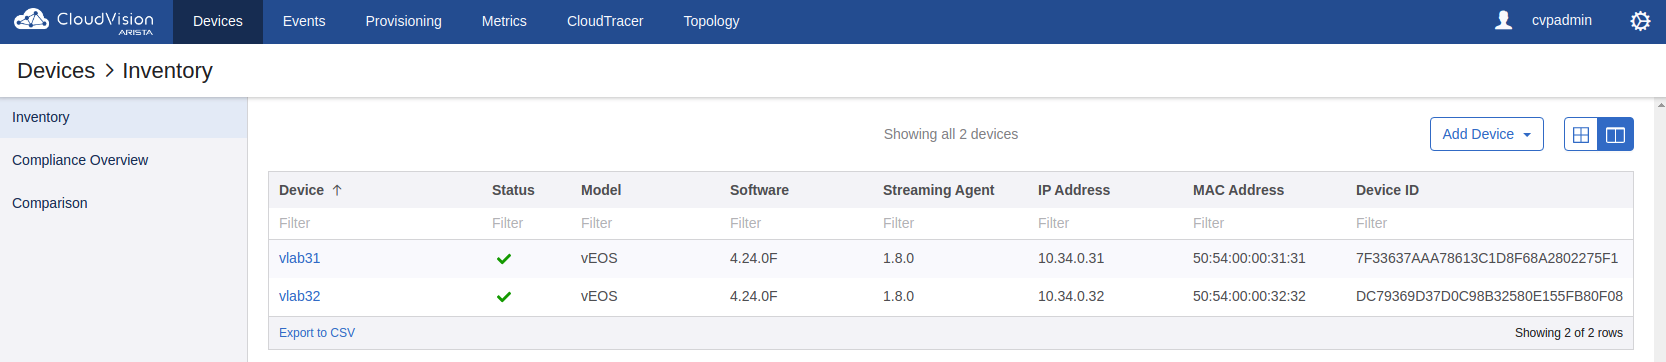 CloudVision
ARISTA
Devices Events Provisioning Metrics CloudTracer Topology cvpadmin
Devices > Inventory
Inventory
Compliance Overview
Comparison
Showing all 2 devices Add Device
Device ↑ Status Model Software Streaming Agent IP Address MAC Address Device ID
Filter Filter Filter Filter Filter Filter Filter Filter
vlab31 vEOS 4.24.0F 1.8.0 10.34.0.31 50:54:00:00:31:31 7F33637AAA78613C1D8F68A2802275F1
vlab32 vEOS 4.24.0F 1.8.0 10.34.0.32 50:54:00:00:32:32 DC79369D37D0C98B32580E155FB80F08
Export to CSV Showing 2 of 2 rows